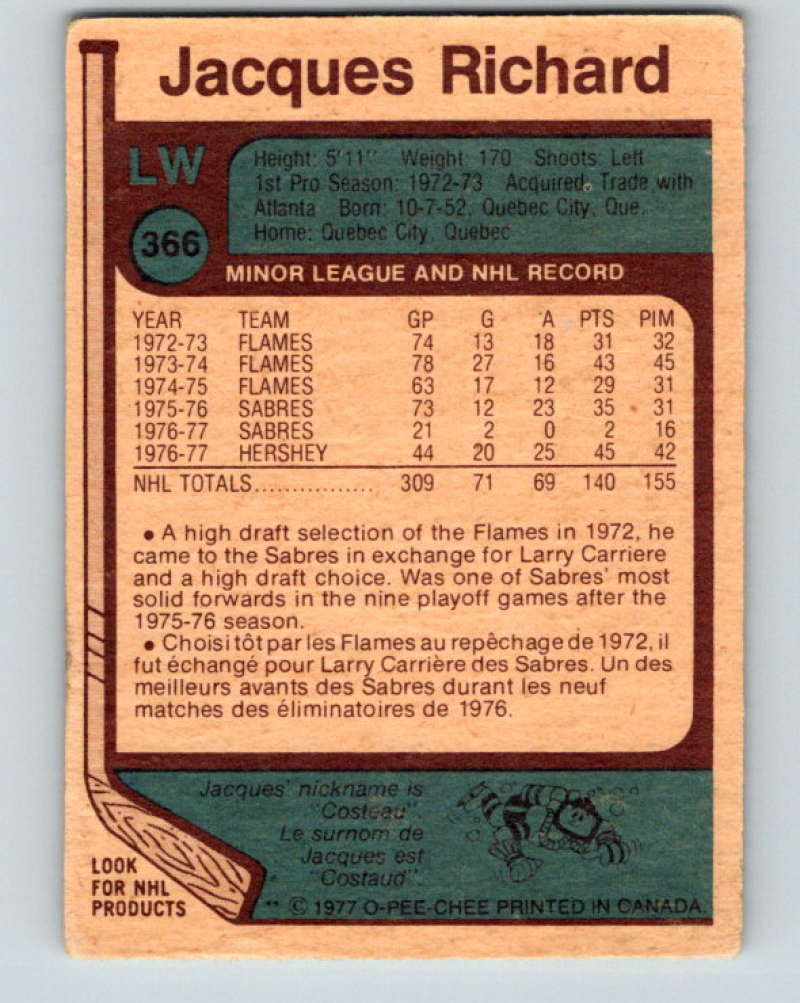 Jacques Richard
LW
366
Height: 5'11" Weight: 170 Shoots: Left
1st Pro Season: 1972-73 Acquired, Trade with
Atlanta Born: 10-7-52, Quebec City, Que.
Home: Quebec City, Quebec
MINOR LEAGUE AND NHL RECORD
YEAR TEAM GP G A PTS PIM
1972-73 FLAMES 74 13 18 31 32
1973-74 FLAMES 78 27 16 43 45
1974-75 FLAMES 63 17 12 29 31
1975-76 SABRES 73 12 23 35 31
1976-77 SABRES 21 2 0 2 16
1976-77 HERSHEY 44 20 25 45 42
NHL TOTALS................ 309 71 69 140 155
• A high draft selection of the Flames in 1972, he
came to the Sabres in exchange for Larry Carriere
and a high draft choice. Was one of Sabres' most
solid forwards in the nine playoff games after the
1975-76 season.
• Choisi tôt par les Flames au repêchage de 1972, il
fut échangé pour Larry Carrière des Sabres. Un des
meilleurs avants des Sabres durant les neuf
matches des éliminatoires de 1976.
Jacques' nickname is
"Costeau".
Le surnom de
Jacques est
"Costaud".
LOOK
FOR NHL
PRODUCTS
** © 1977 O-PEE-CHEE PRINTED IN CANADA.